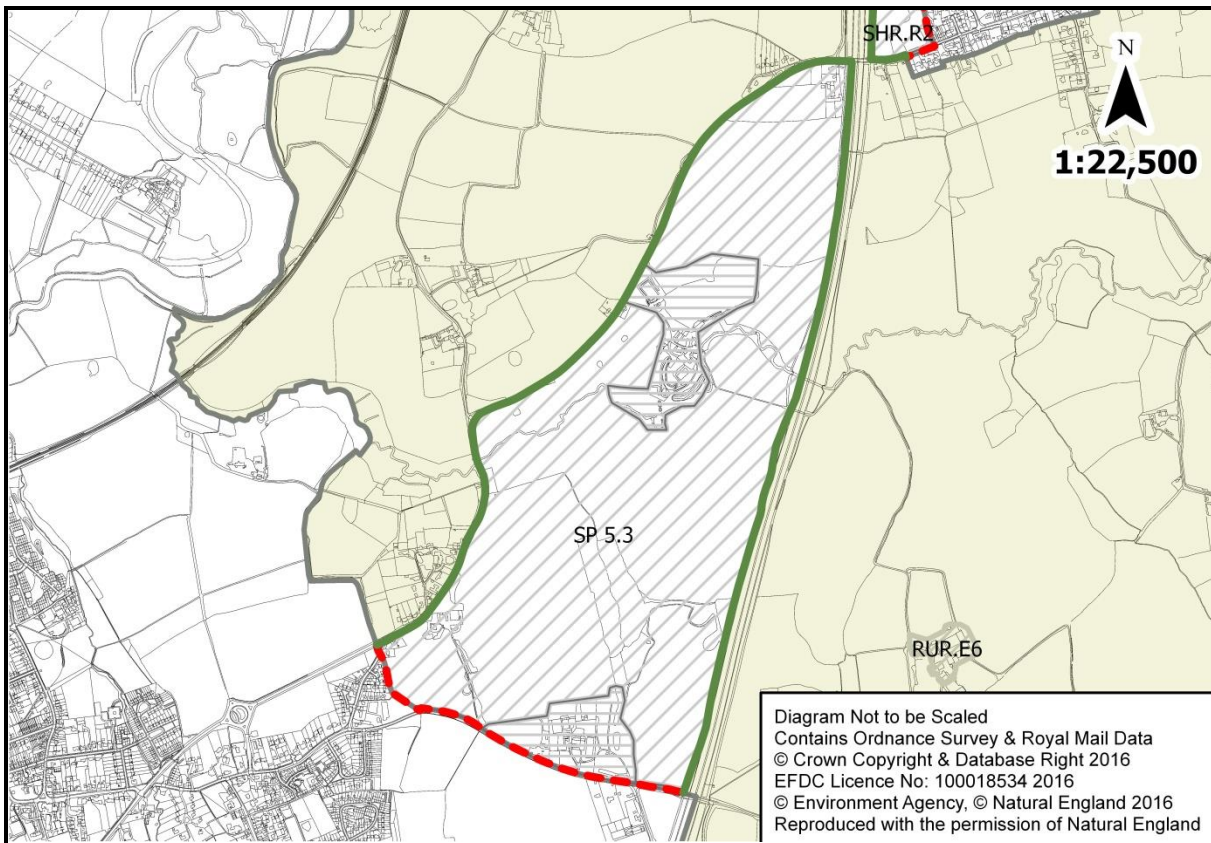 SHR.R2
N
1:22,500
SP 5.3
RUR.E6
Diagram Not to be Scaled
Contains Ordnance Survey & Royal Mail Data
© Crown Copyright & Database Right 2016
EFDC Licence No: 100018534 2016
© Environment Agency, © Natural England 2016
Reproduced with the permission of Natural England